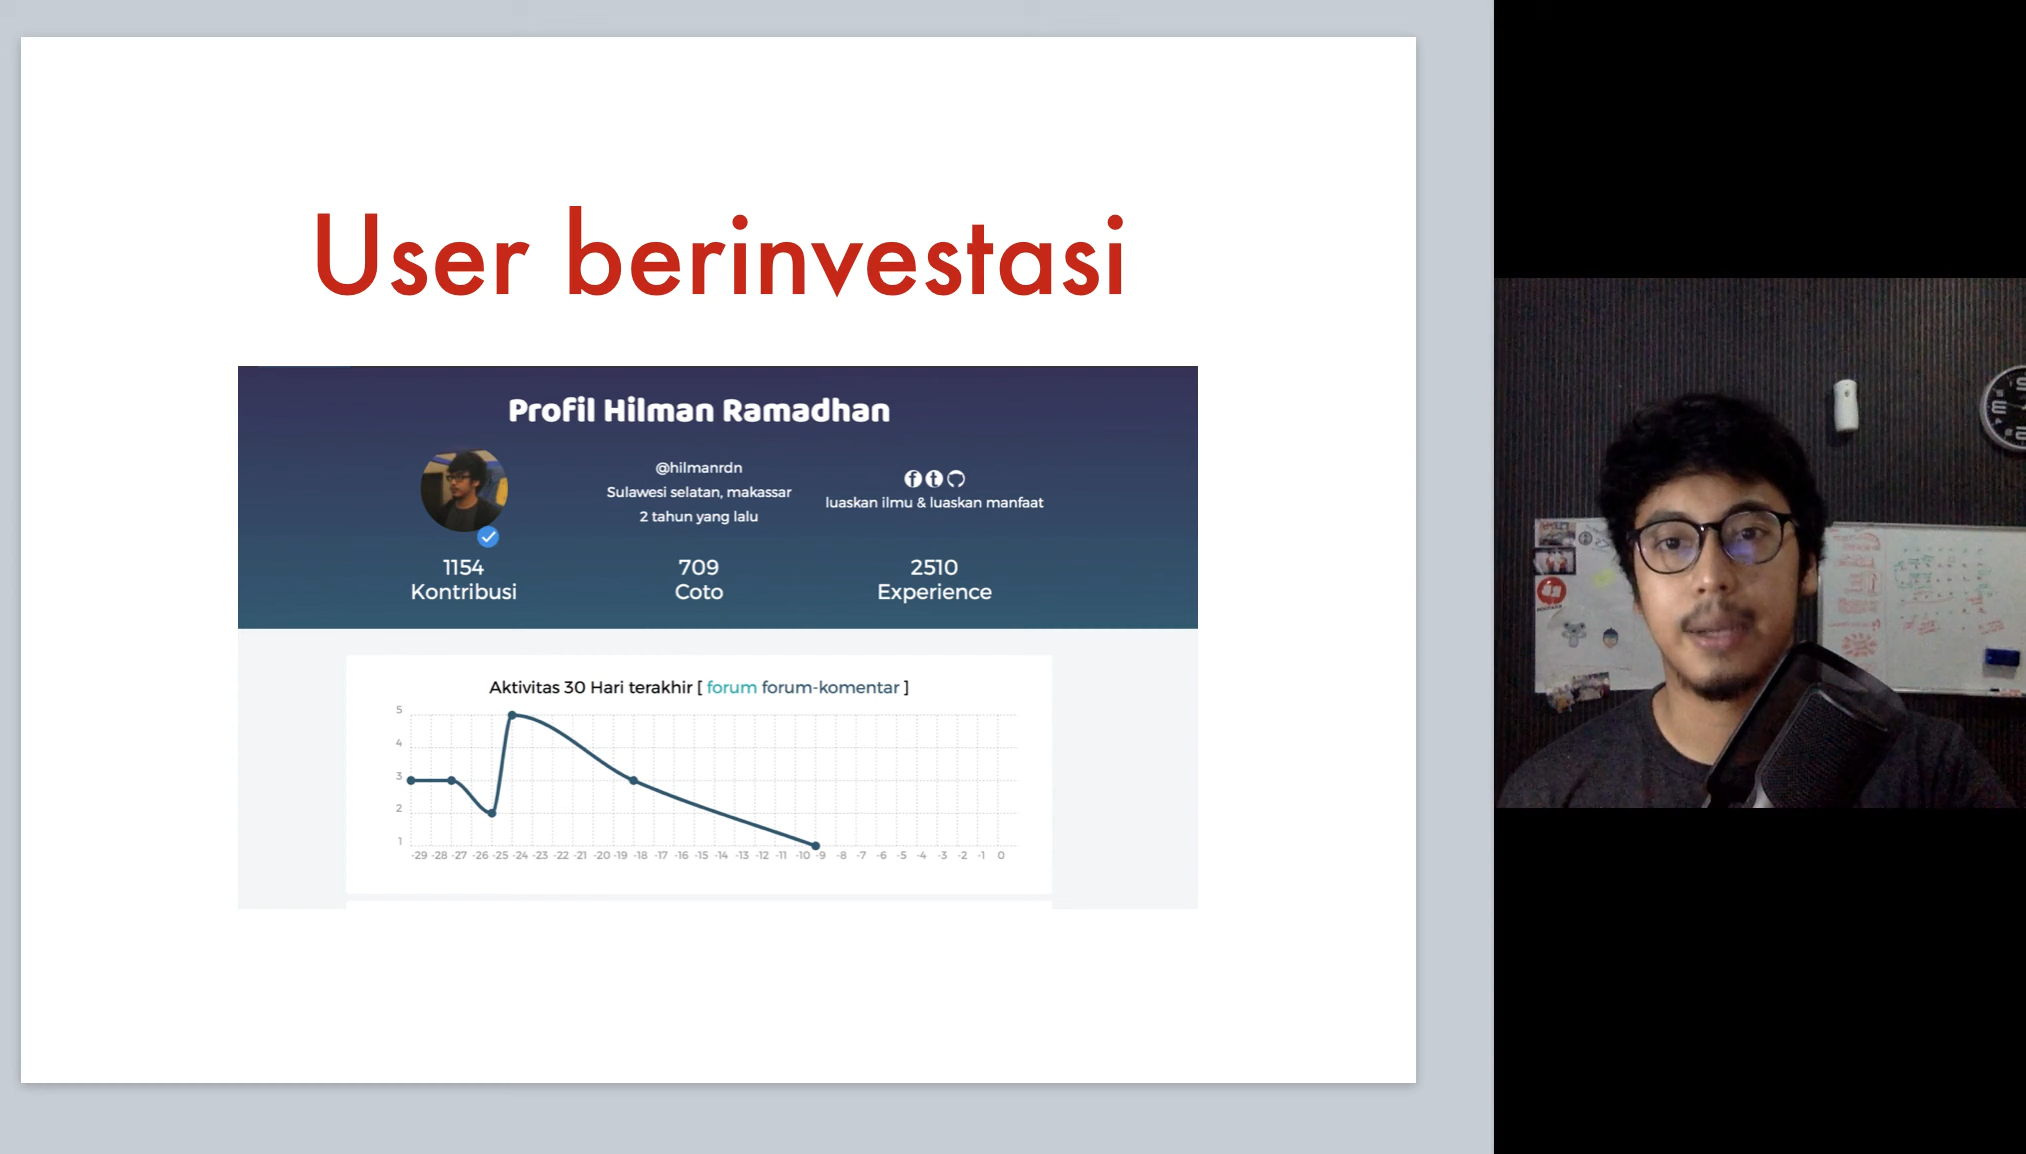 User berinvestasi
Profil Hilman Ramadhan
@hilmanrdn
Sulawesi selatan, makassar
2 tahun yang lalu
luaskan ilmu & luaskan manfaat
1154
Kontribusi
709
Coto
2510
Experience
Aktivitas 30 Hari terakhir [ forum forum-komentar ]
5
4
3
2
1
-29 -28 -27 -26 -25 -24 -23 -22 -21 -20 -19 -18 -17 -16 -15 -14 -13 -12 -11 -10 -9 -8 -7 -6 -5 -4 -3 -2 -1 0